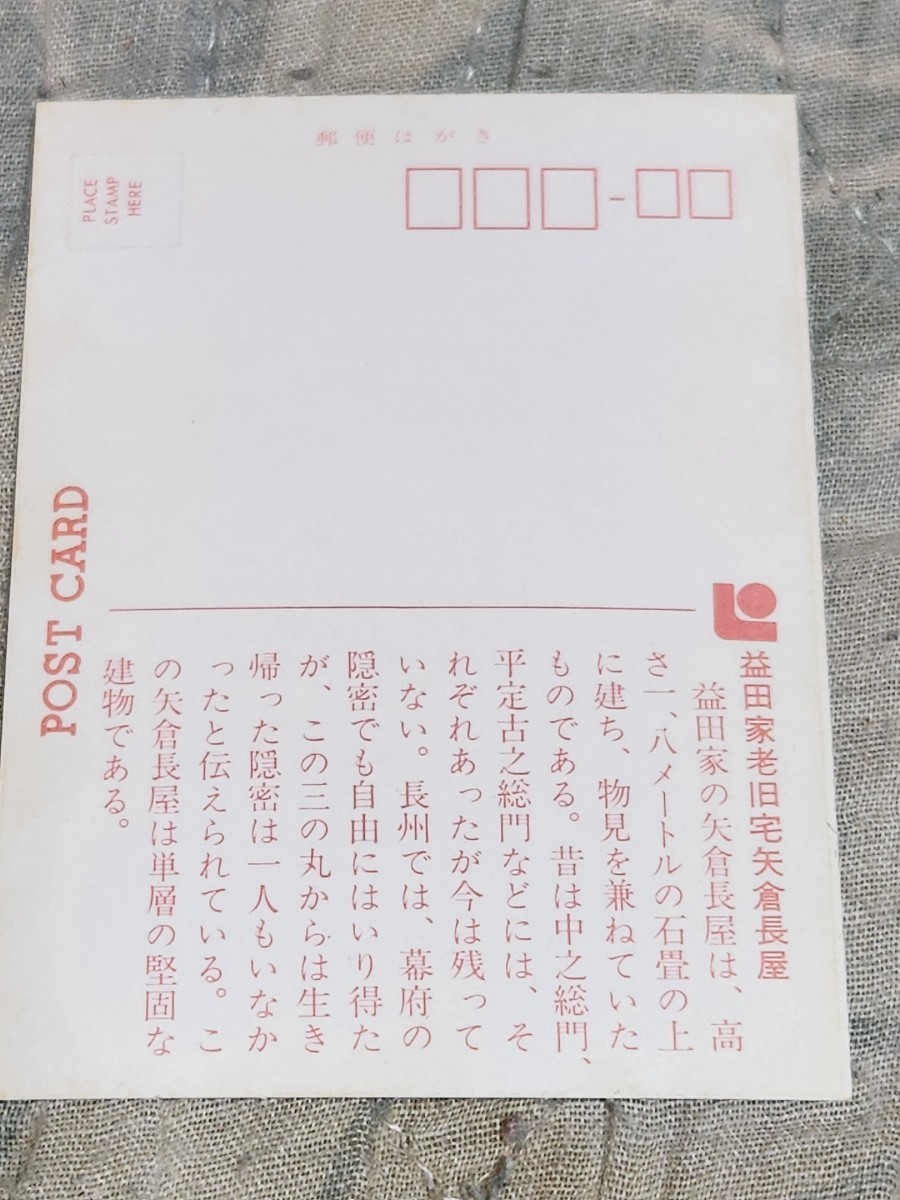 郵便はがき
PLACE
STAMP
HERE
POST CARD
益田家老旧宅矢倉長屋
益田家の矢倉長屋は、高
さ一、八メートルの石畳の上
に建ち、物見を兼ねていた
ものである。昔は中之総門、
平定古之総門などには、そ
れぞれあったが今は残って
いない。長州では、幕府の
隠密でも自由にはいり得た
が、この三の丸からは生き
帰った隠密は一人もいなか
ったと伝えられている。こ
の矢倉長屋は単層の堅固な
建物である。